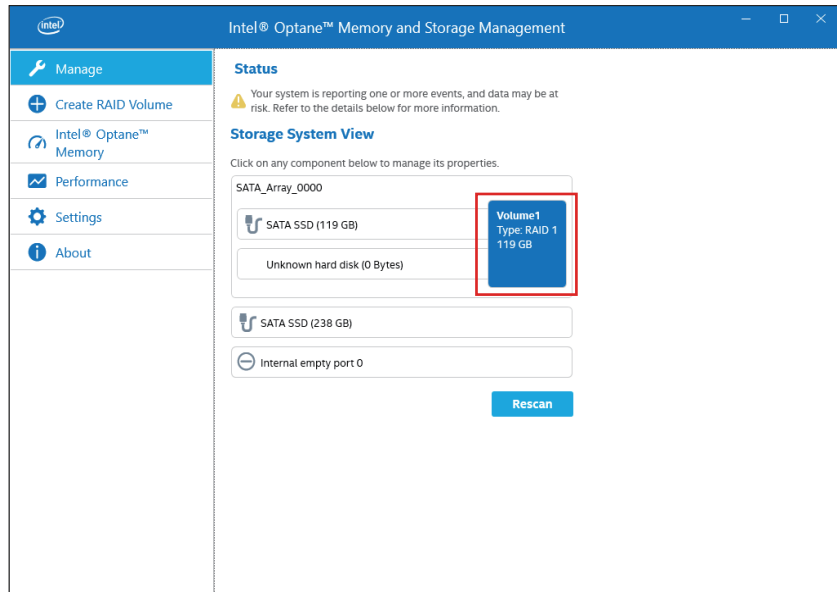 intel
Intel® Optane™ Memory and Storage Management
Manage
Create RAID Volume
Intel® Optane™
Memory
Performance
Settings
About
Status
Your system is reporting one or more events, and data may be at
risk. Refer to the details below for more information.
Storage System View
Click on any component below to manage its properties.
SATA_Array_0000
SATA SSD (119 GB)
Unknown hard disk (0 Bytes)
Volume1
Type: RAID 1
119 GB
SATA SSD (238 GB)
Internal empty port 0
Rescan